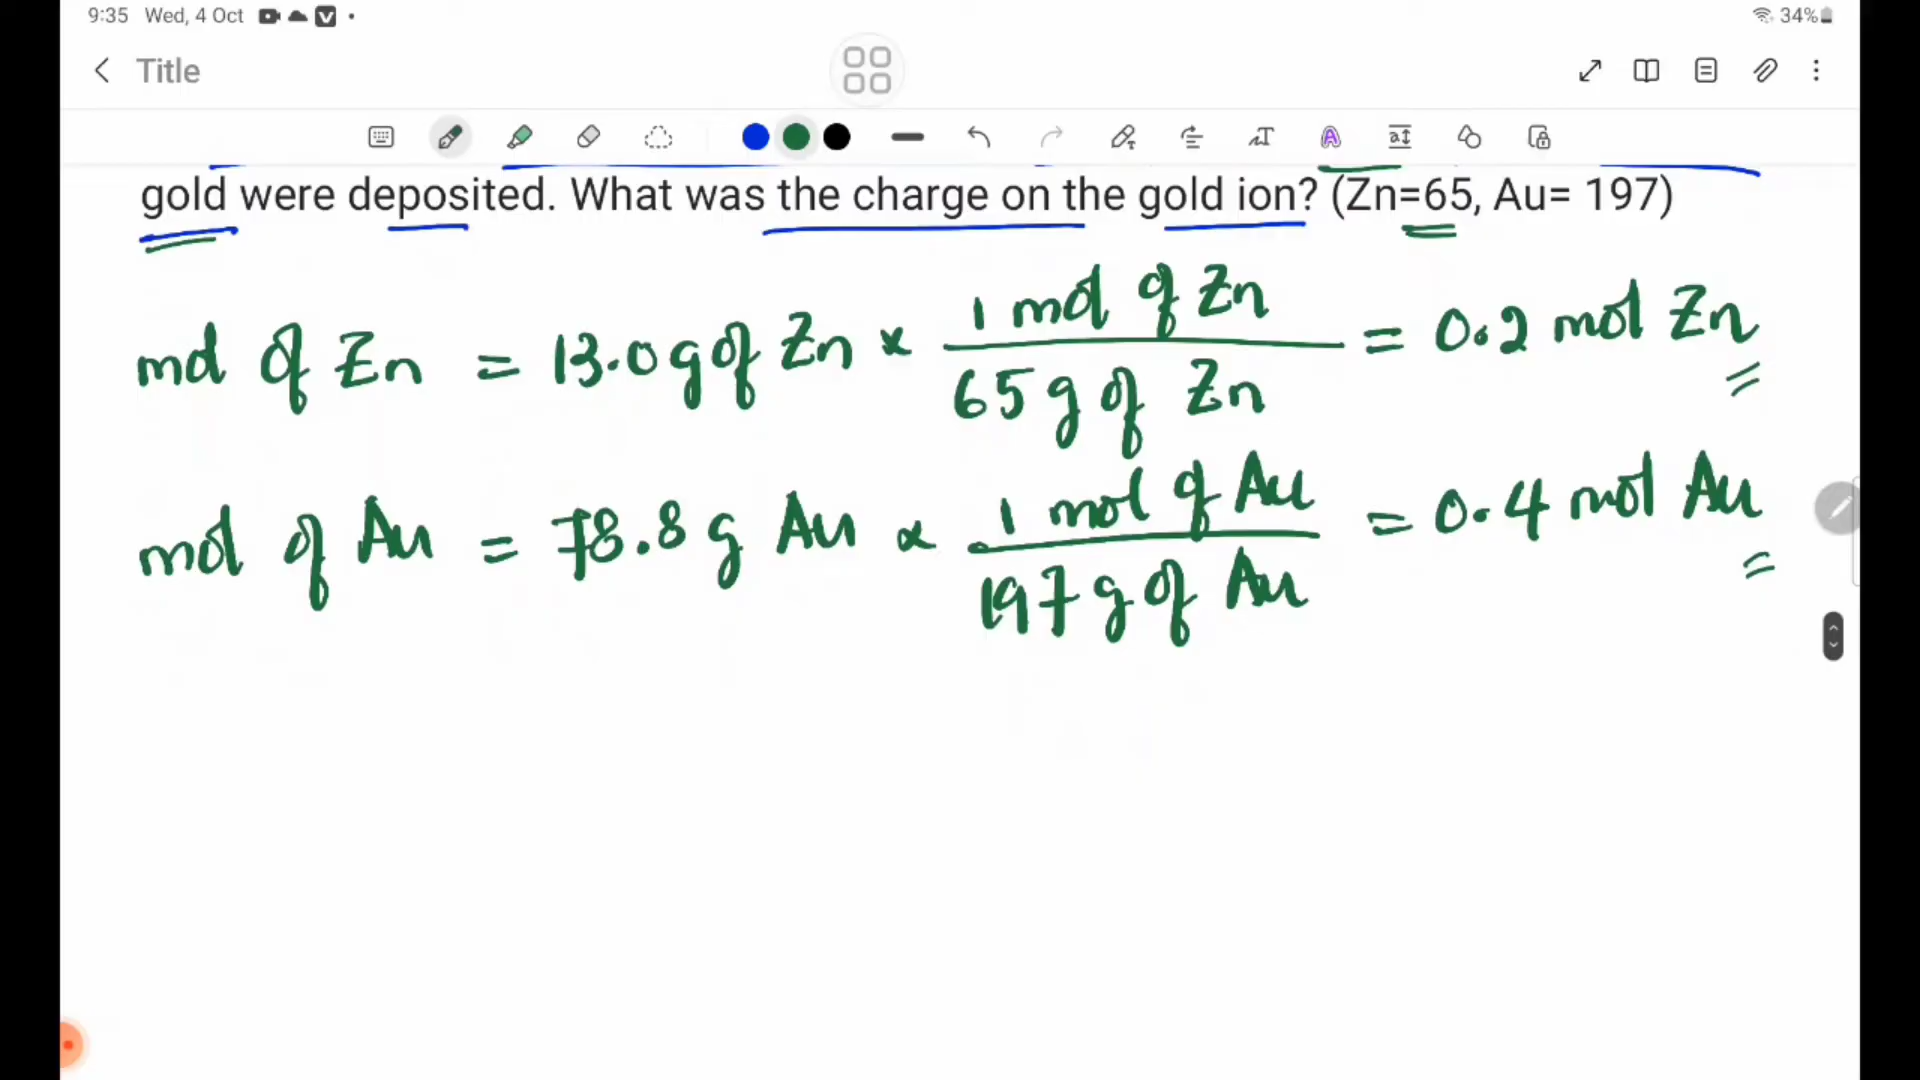 9:35 Wed, 4 Oct V 34%
Title
gold were deposited. What was the charge on the gold ion? (Zn=65, Au= 197)
mol of Zn = 13.0g of Zn × 1 mol of Zn / 65 g of Zn = 0.2 mol Zn
mol of Au = 78.8 g Au × 1 mol of Au / 197 g of Au = 0.4 mol Au